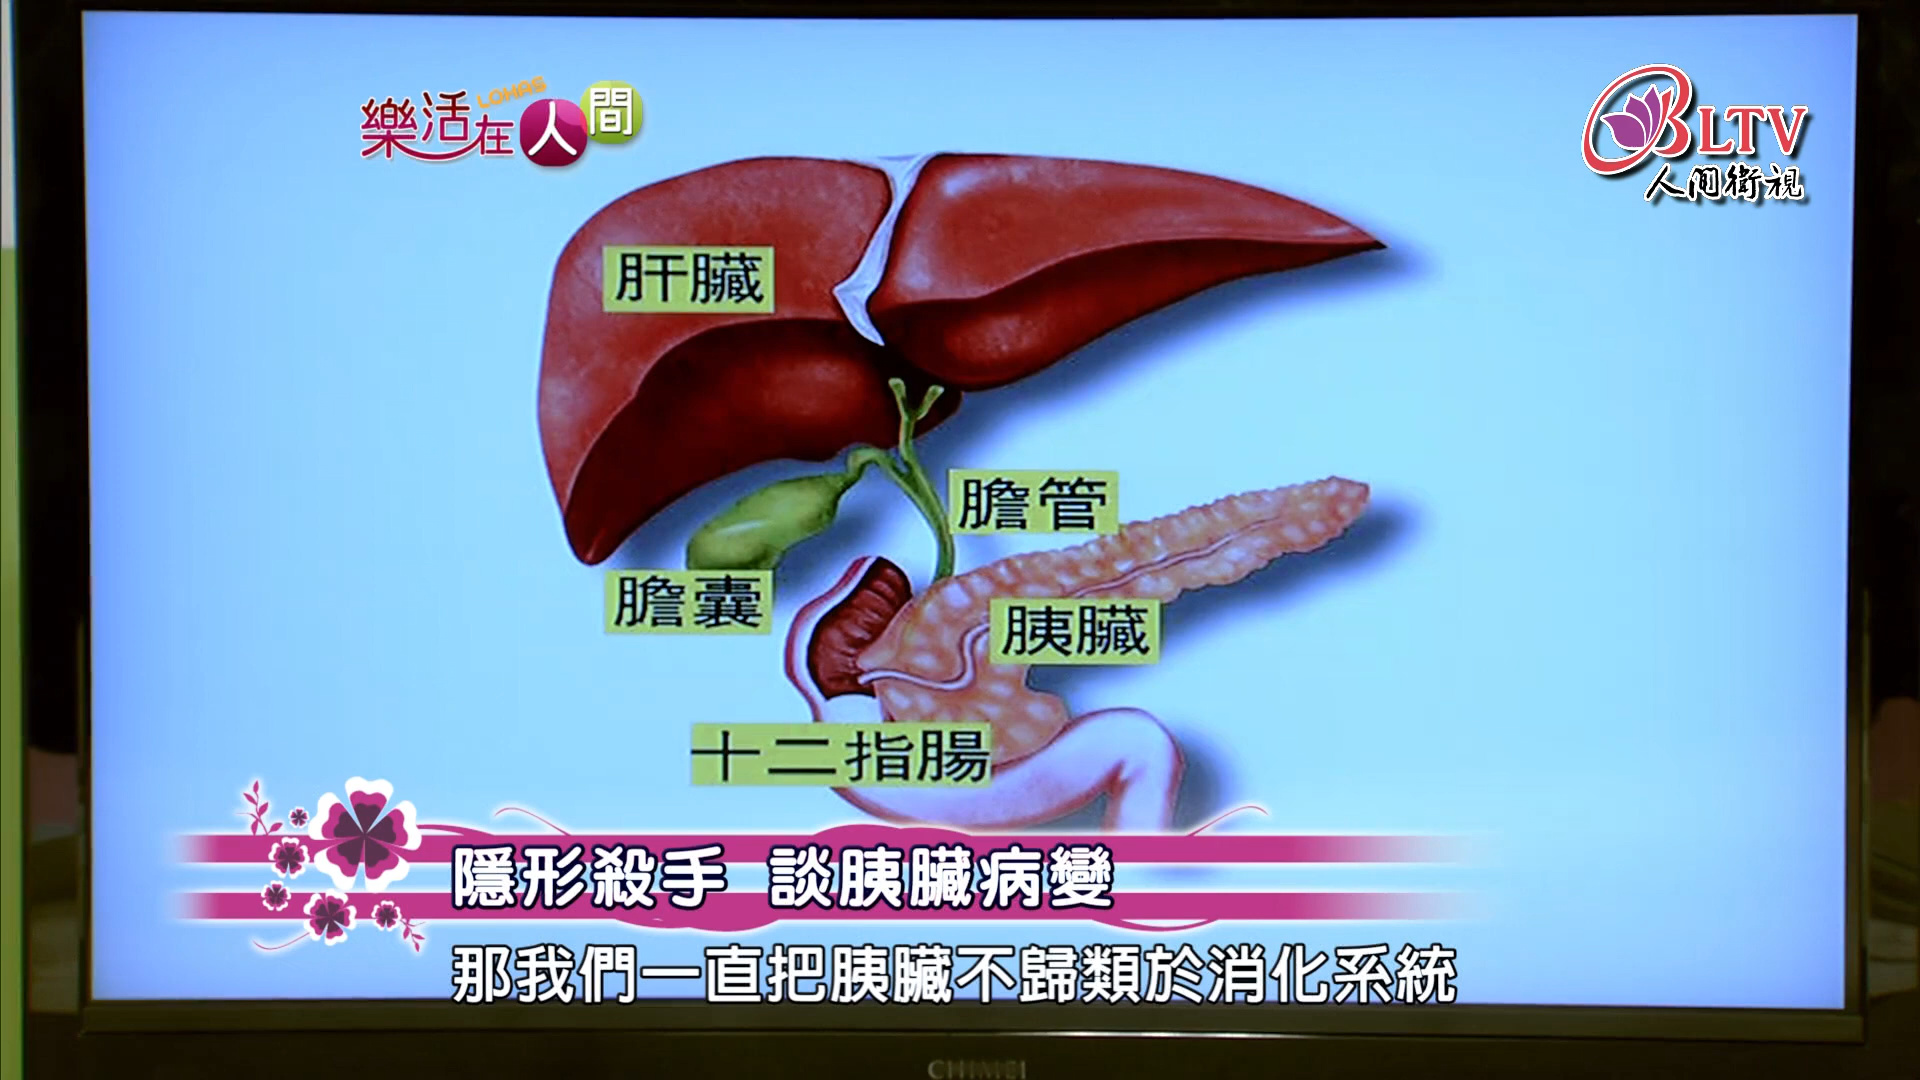 樂活在人間
LOHAS
BLTV
人間衛視
肝臟
膽管
膽囊
胰臟
十二指腸
隱形殺手 談胰臟病變
那我們一直把胰臟不歸類於消化系統
CHIMEI